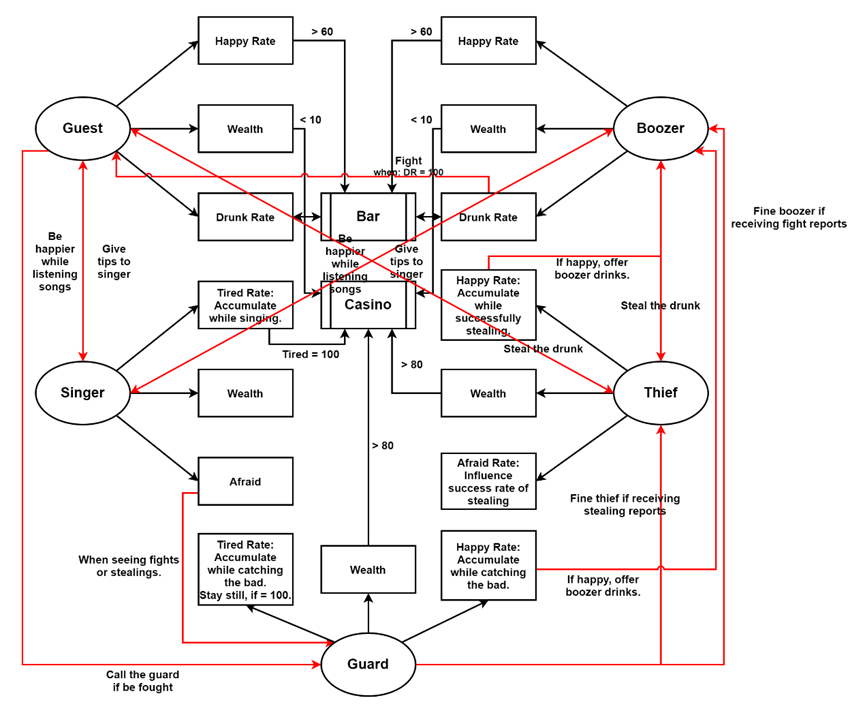 Happy Rate
> 60
> 60
Happy Rate
Guest
Wealth
< 10
< 10
Wealth
Boozer
Fight
when: DR = 100
Drunk Rate
Bar
Drunk Rate
Fine boozer if
receiving fight reports
Be
happier
while
listening
songs
Give
tips to
singer
Be
happier
while
listening
songs
Give
tips to
singer
If happy, offer
boozer drinks.
Tired Rate:
Accumulate
while singing.
Casino
Happy Rate:
Accumulate
while
successfully
stealing.
Steal the drunk
Tired = 100
Steal the drunk
> 80
Singer
Wealth
Wealth
Thief
> 80
Afraid
Afraid Rate:
Influence
success rate of
stealing
Fine thief if receiving
stealing reports
When seeing fights
or stealings.
Tired Rate:
Accumulate
while catching
the bad.
Stay still, if = 100.
Wealth
Happy Rate:
Accumulate
while catching
the bad.
If happy, offer
boozer drinks.
Guard
Call the guard
if be fought